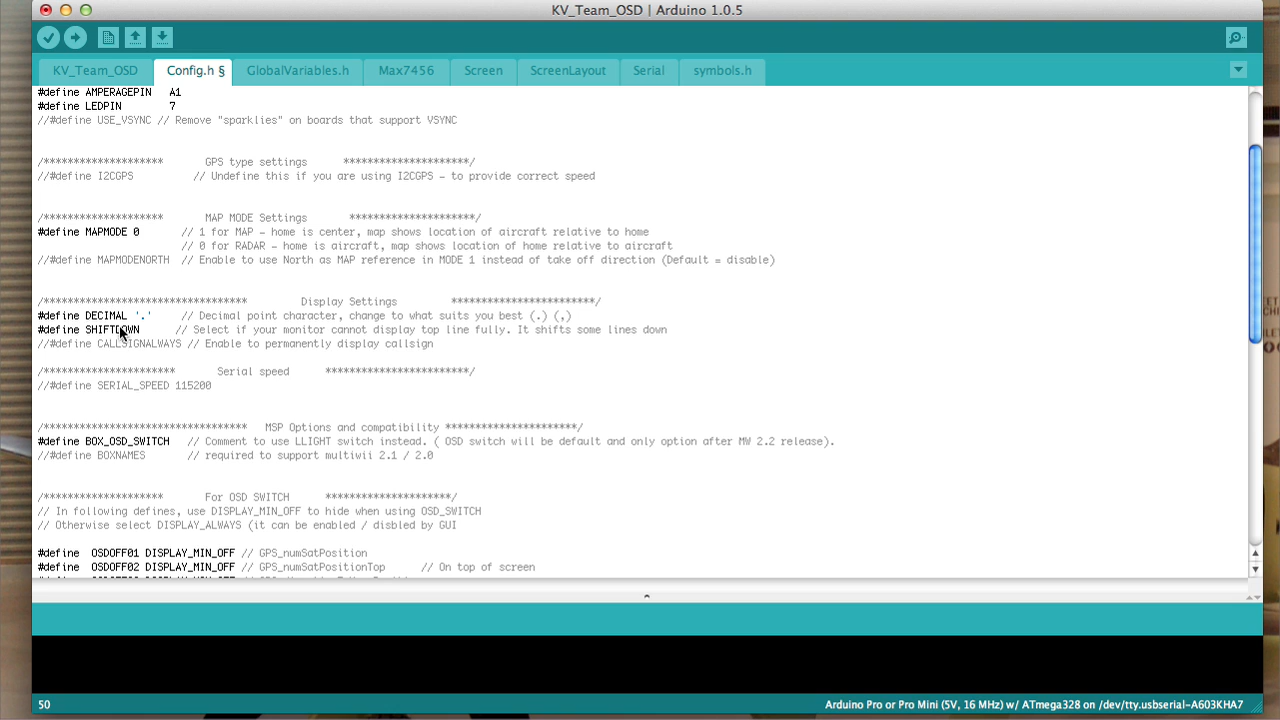 KV_Team_OSD | Arduino 1.0.5
KV_Team_OSD Config.h § GlobalVariables.h Max7456 Screen ScreenLayout Serial symbols.h
#define AMPERAGEPIN A1
#define LEDPIN 7
//#define USE_VSYNC // Remove "sparklies" on boards that support VSYNC
/******************** GPS type settings *********************/
//#define I2CGPS // Undefine this if you are using I2CGPS - to provide correct speed
/******************** MAP MODE Settings *********************/
#define MAPMODE 0 // 1 for MAP - home is center, map shows location of aircraft relative to home
// 0 for RADAR - home is aircraft, map shows location of home relative to aircraft
//#define MAPMODENORTH // Enable to use North as MAP reference in MODE 1 instead of take off direction (Default = disable)
/********************************** Display Settings ************************/
#define DECIMAL '.' // Decimal point character, change to what suits you best (.) (,)
#define SHIFTDOWN // Select if your monitor cannot display top line fully. It shifts some lines down
//#define CALLSIGNALWAYS // Enable to permanently display callsign
/********************** Serial speed ************************/
//#define SERIAL_SPEED 115200
/********************************** MSP Options and compatibility **********************/
#define BOX_OSD_SWITCH // Comment to use LLIGHT switch instead. ( OSD switch will be default and only option after MW 2.2 release).
//#define BOXNAMES // required to support multiwii 2.1 / 2.0
/******************** For OSD SWITCH *********************/
// In following defines, use DISPLAY_MIN_OFF to hide when using OSD_SWITCH
// Otherwise select DISPLAY_ALWAYS (it can be enabled / disbled by GUI
#define OSDOFF01 DISPLAY_MIN_OFF // GPS_numSatPosition
#define OSDOFF02 DISPLAY_MIN_OFF // GPS_numSatPositionTop // On top of screen
50
Arduino Pro or Pro Mini (5V, 16 MHz) w/ ATmega328 on /dev/tty.usbserial-A603KHA7